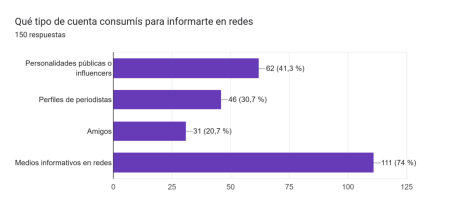 Qué tipo de cuenta consumís para informarte en redes
150 respuestas
Personalidades públicas o
influencers
62 (41,3 %)
Perfiles de periodistas
46 (30,7 %)
Amigos
31 (20,7 %)
Medios informativos en redes
111 (74 %)
0
25
50
75
100
125